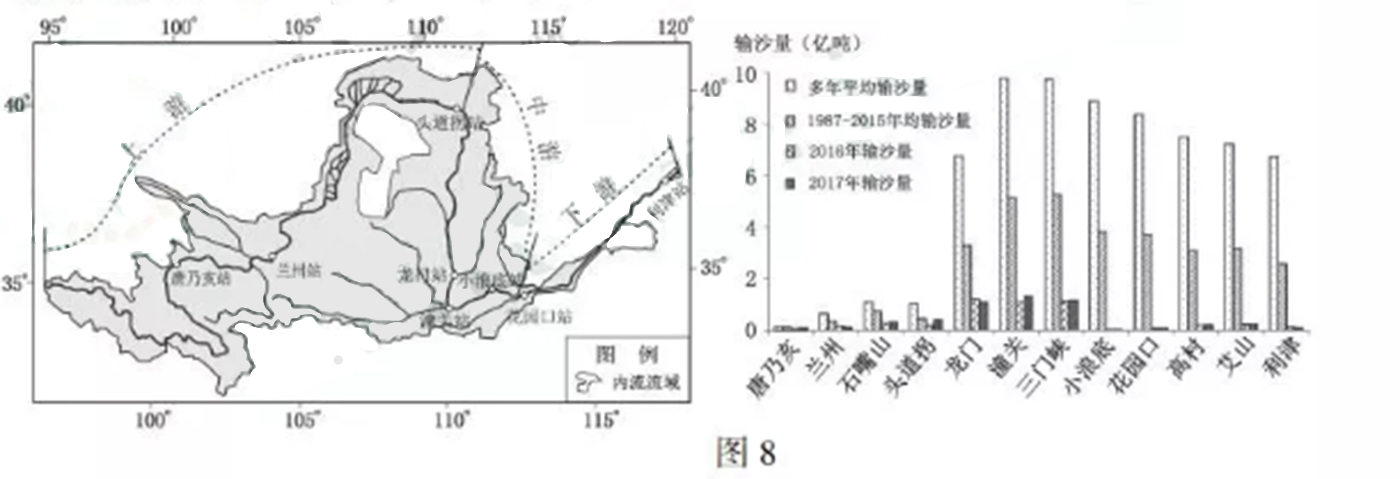 95° 100° 105° 110° 115° 120°
40° 40°
35° 35°
上 游
中 游
下 游
头道拐站
利津站
唐乃亥站
兰州站
龙门站
小浪底站
潼关站
花园口站
图 例
内流流域
100° 105° 110° 115°
输沙量（亿吨）
10
8
6
4
2
0
多年平均输沙量
1987-2015年均输沙量
2016年输沙量
2017年输沙量
唐乃亥
兰州
石嘴山
头道拐
龙门
潼关
三门峡
小浪底
花园口
高村
艾山
利津
图 8